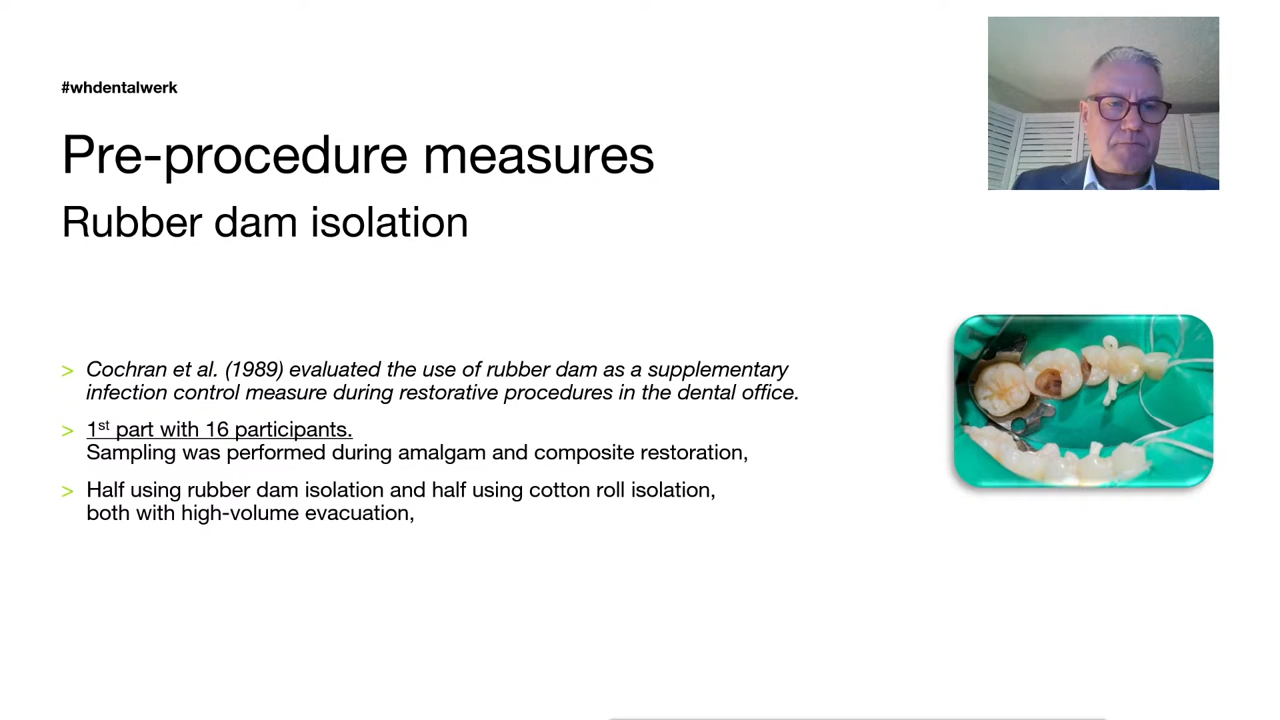 #whdentalwerk
Pre-procedure measures
Rubber dam isolation
> Cochran et al. (1989) evaluated the use of rubber dam as a supplementary
infection control measure during restorative procedures in the dental office.
> 1st part with 16 participants.
Sampling was performed during amalgam and composite restoration,
> Half using rubber dam isolation and half using cotton roll isolation,
both with high-volume evacuation,